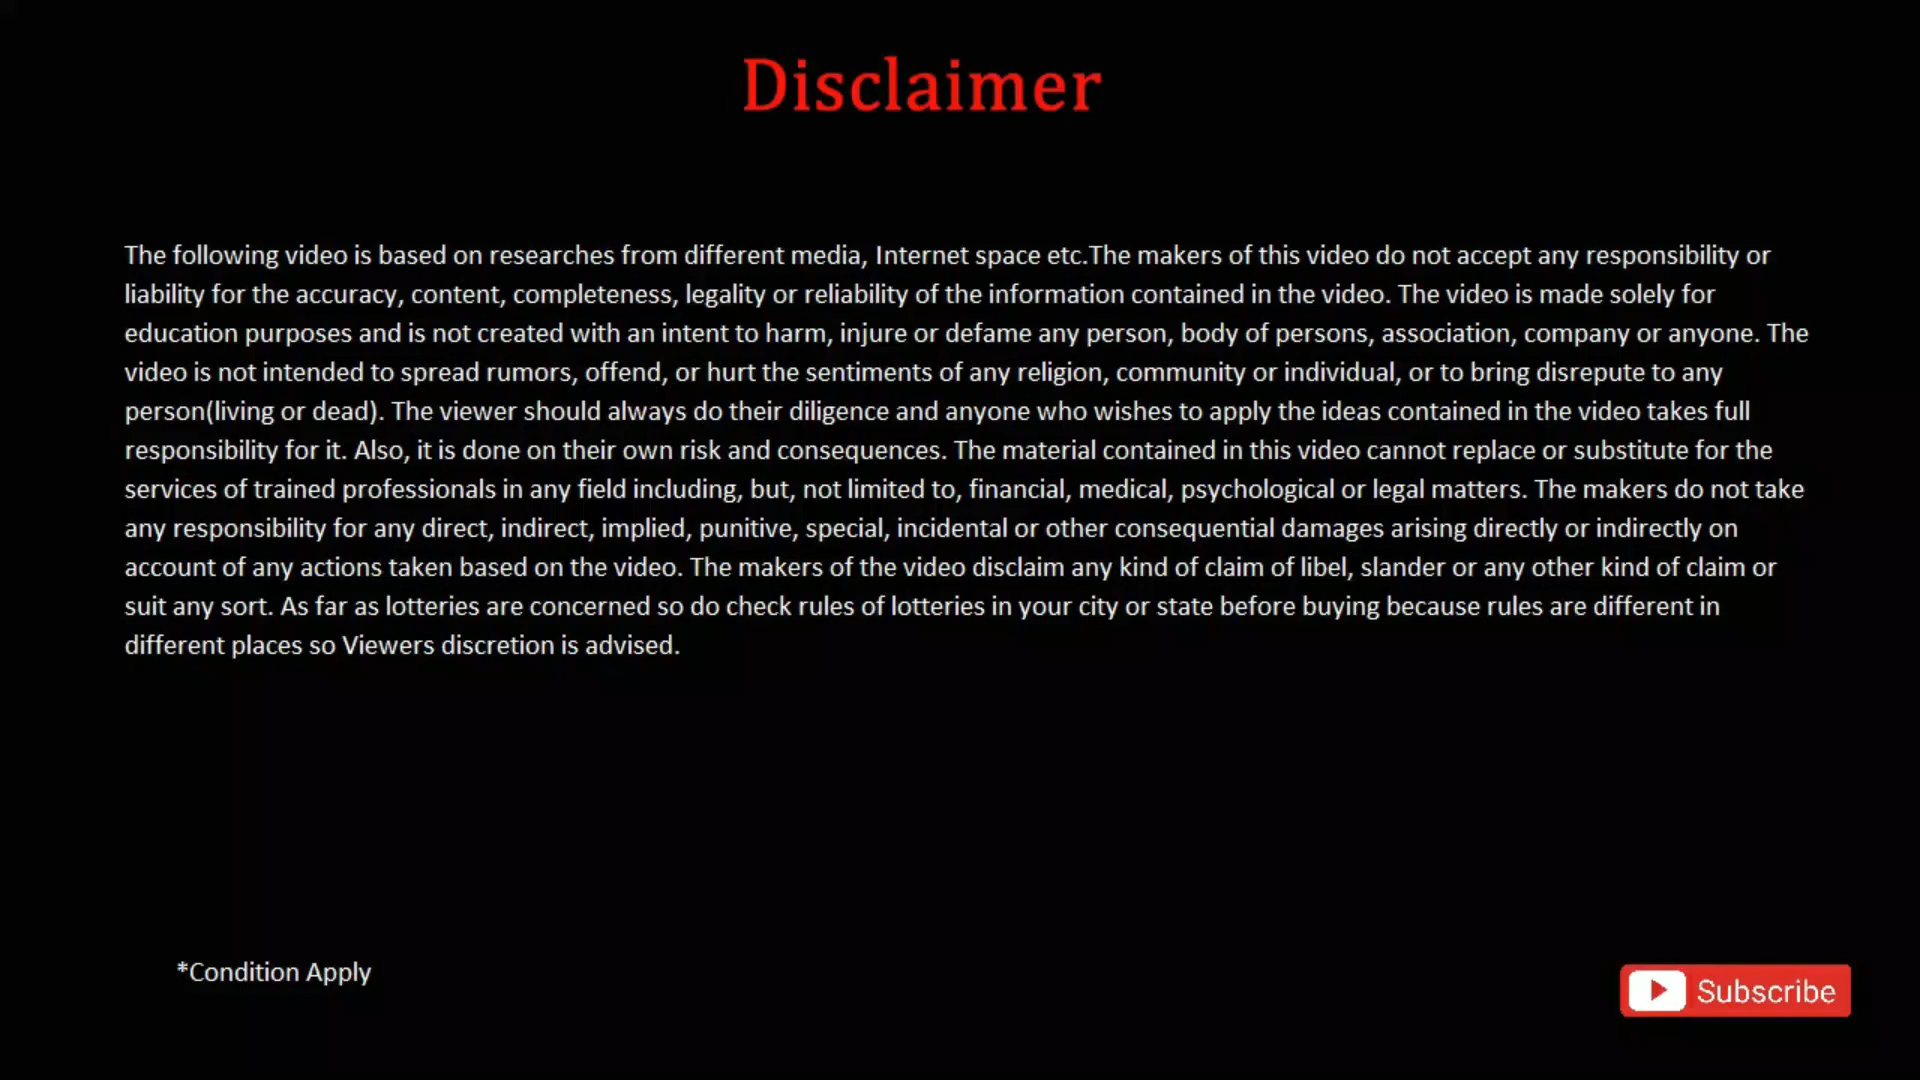 Disclaimer
The following video is based on researches from different media, Internet space etc.The makers of this video do not accept any responsibility or
liability for the accuracy, content, completeness, legality or reliability of the information contained in the video. The video is made solely for
education purposes and is not created with an intent to harm, injure or defame any person, body of persons, association, company or anyone. The
video is not intended to spread rumors, offend, or hurt the sentiments of any religion, community or individual, or to bring disrepute to any
person(living or dead). The viewer should always do their diligence and anyone who wishes to apply the ideas contained in the video takes full
responsibility for it. Also, it is done on their own risk and consequences. The material contained in this video cannot replace or substitute for the
services of trained professionals in any field including, but, not limited to, financial, medical, psychological or legal matters. The makers do not take
any responsibility for any direct, indirect, implied, punitive, special, incidental or other consequential damages arising directly or indirectly on
account of any actions taken based on the video. The makers of the video disclaim any kind of claim of libel, slander or any other kind of claim or
suit any sort. As far as lotteries are concerned so do check rules of lotteries in your city or state before buying because rules are different in
different places so Viewers discretion is advised.
*Condition Apply
Subscribe